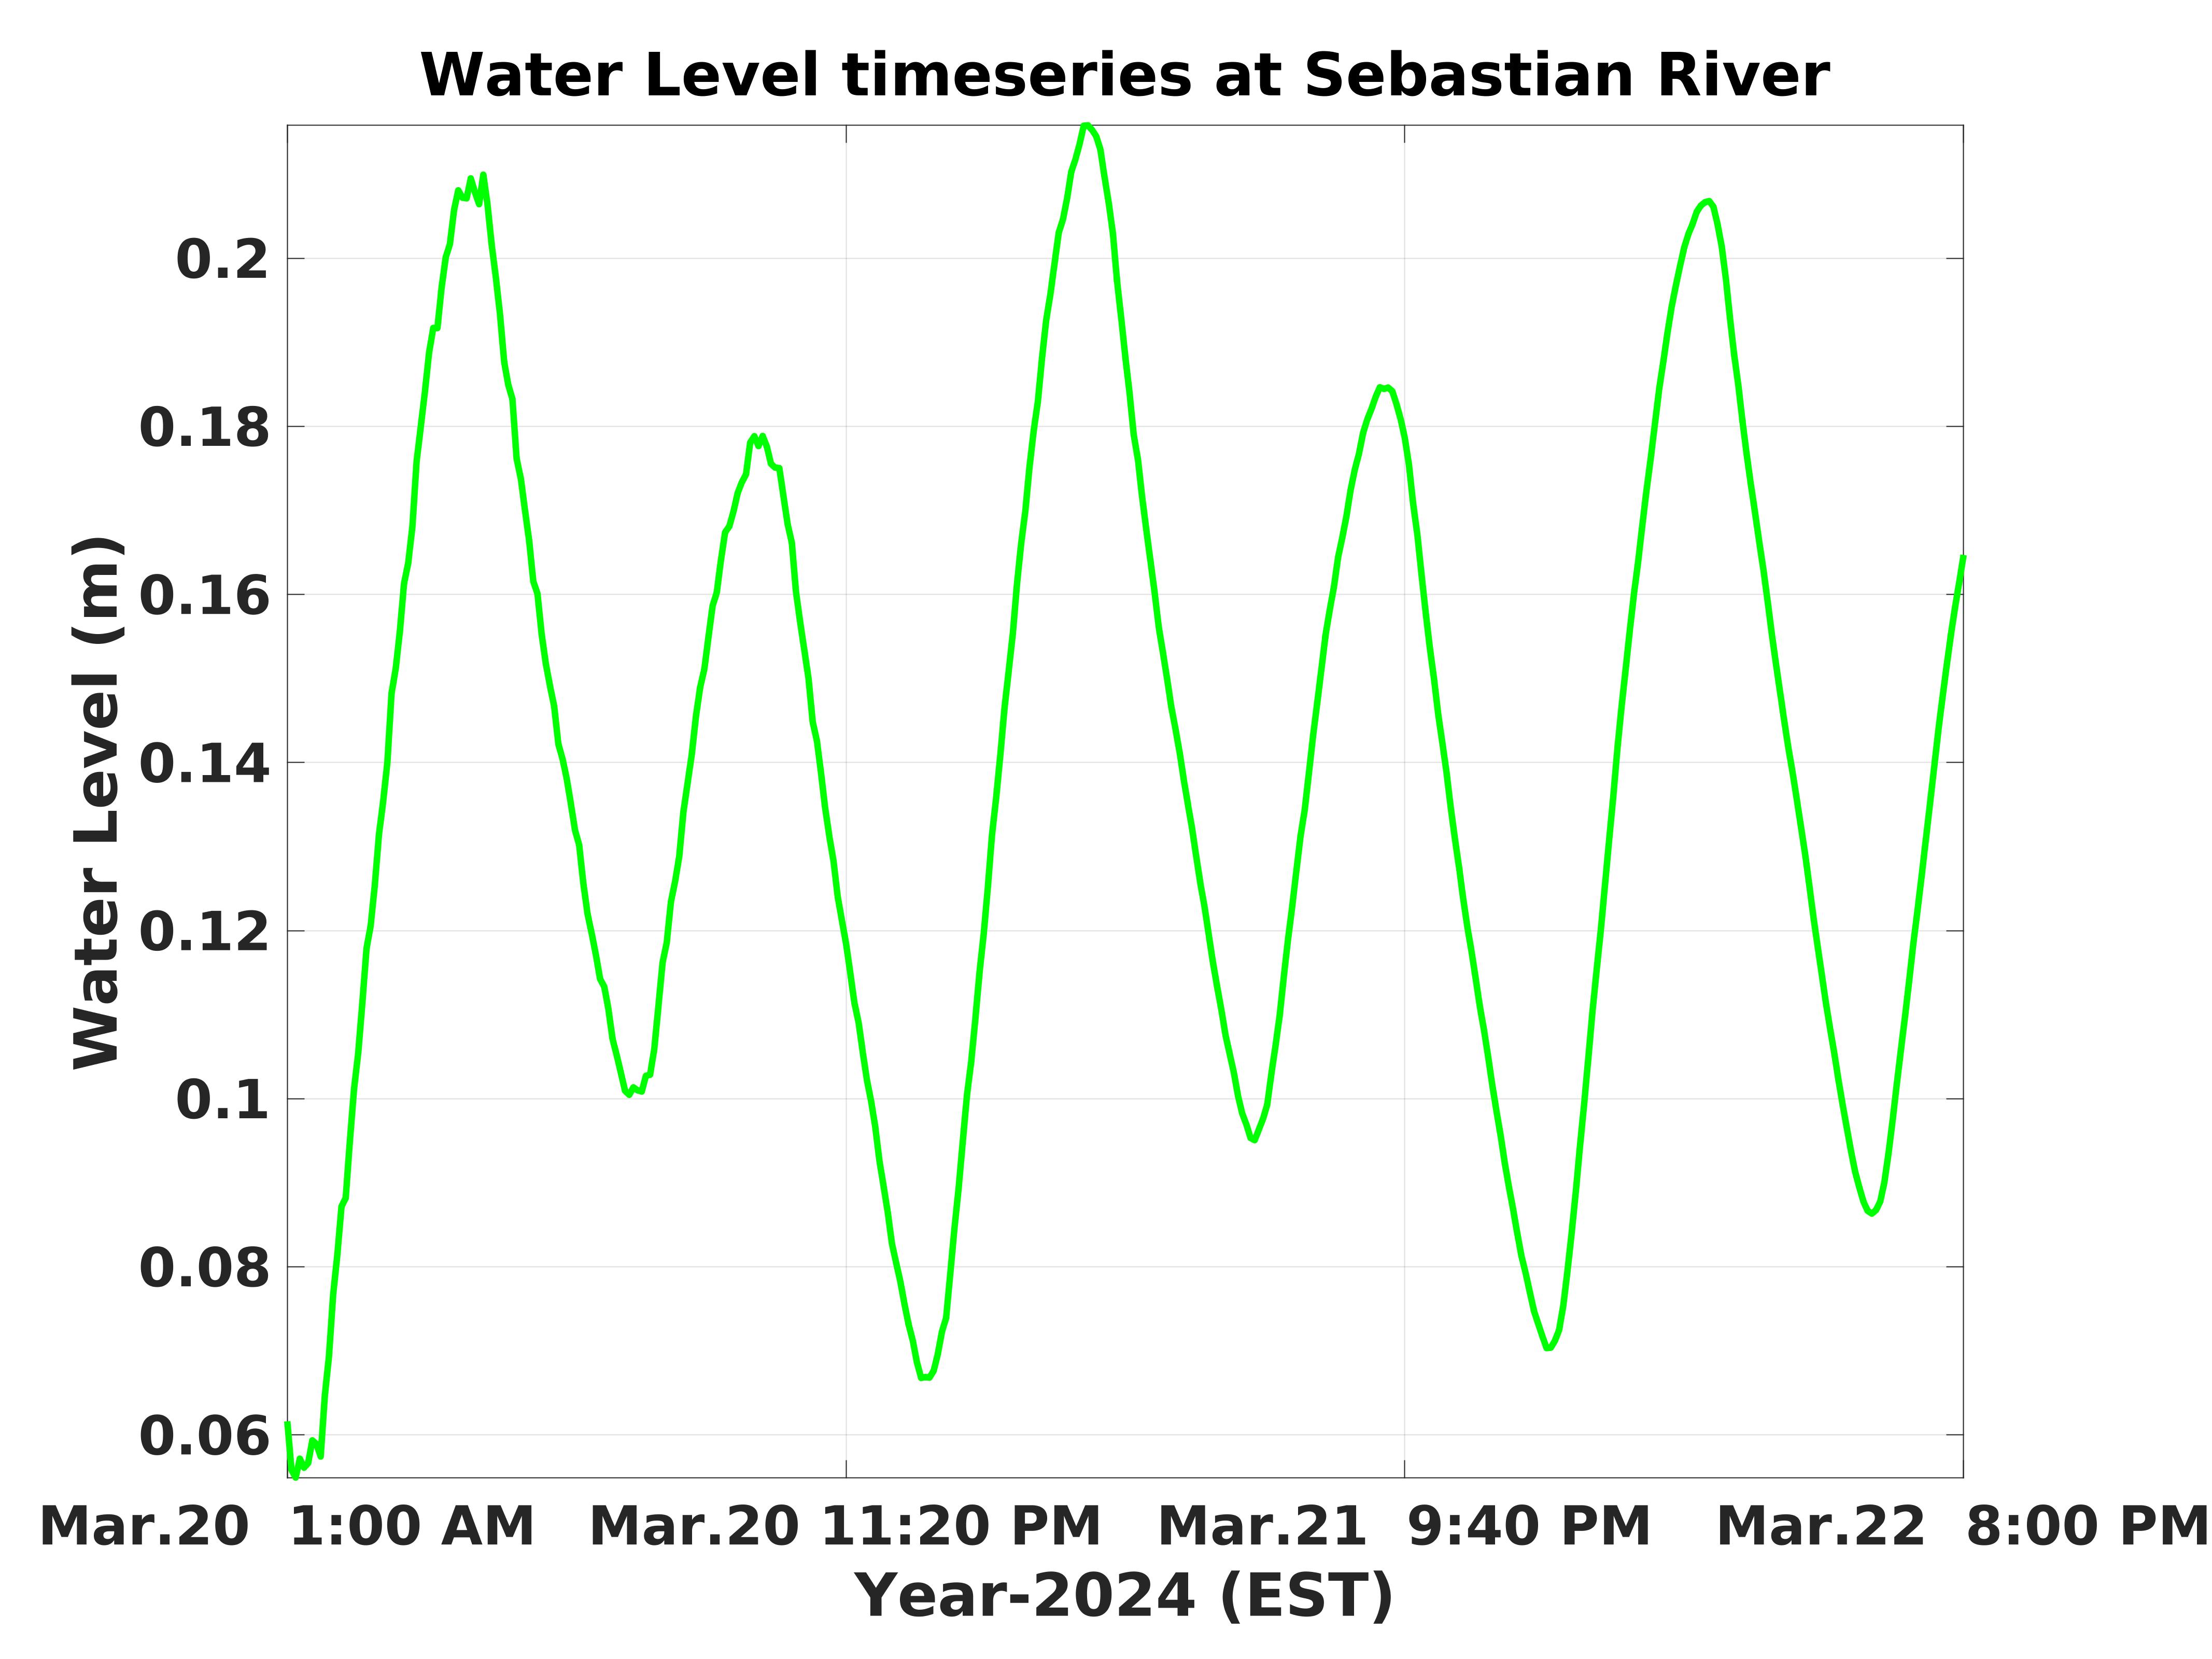 Water Level timeseries at Sebastian River
Water Level (m)
0.2
0.18
0.16
0.14
0.12
0.1
0.08
0.06
Mar.20  1:00 AM
Mar.20 11:20 PM
Mar.21  9:40 PM
Mar.22  8:00 PM
Year-2024 (EST)